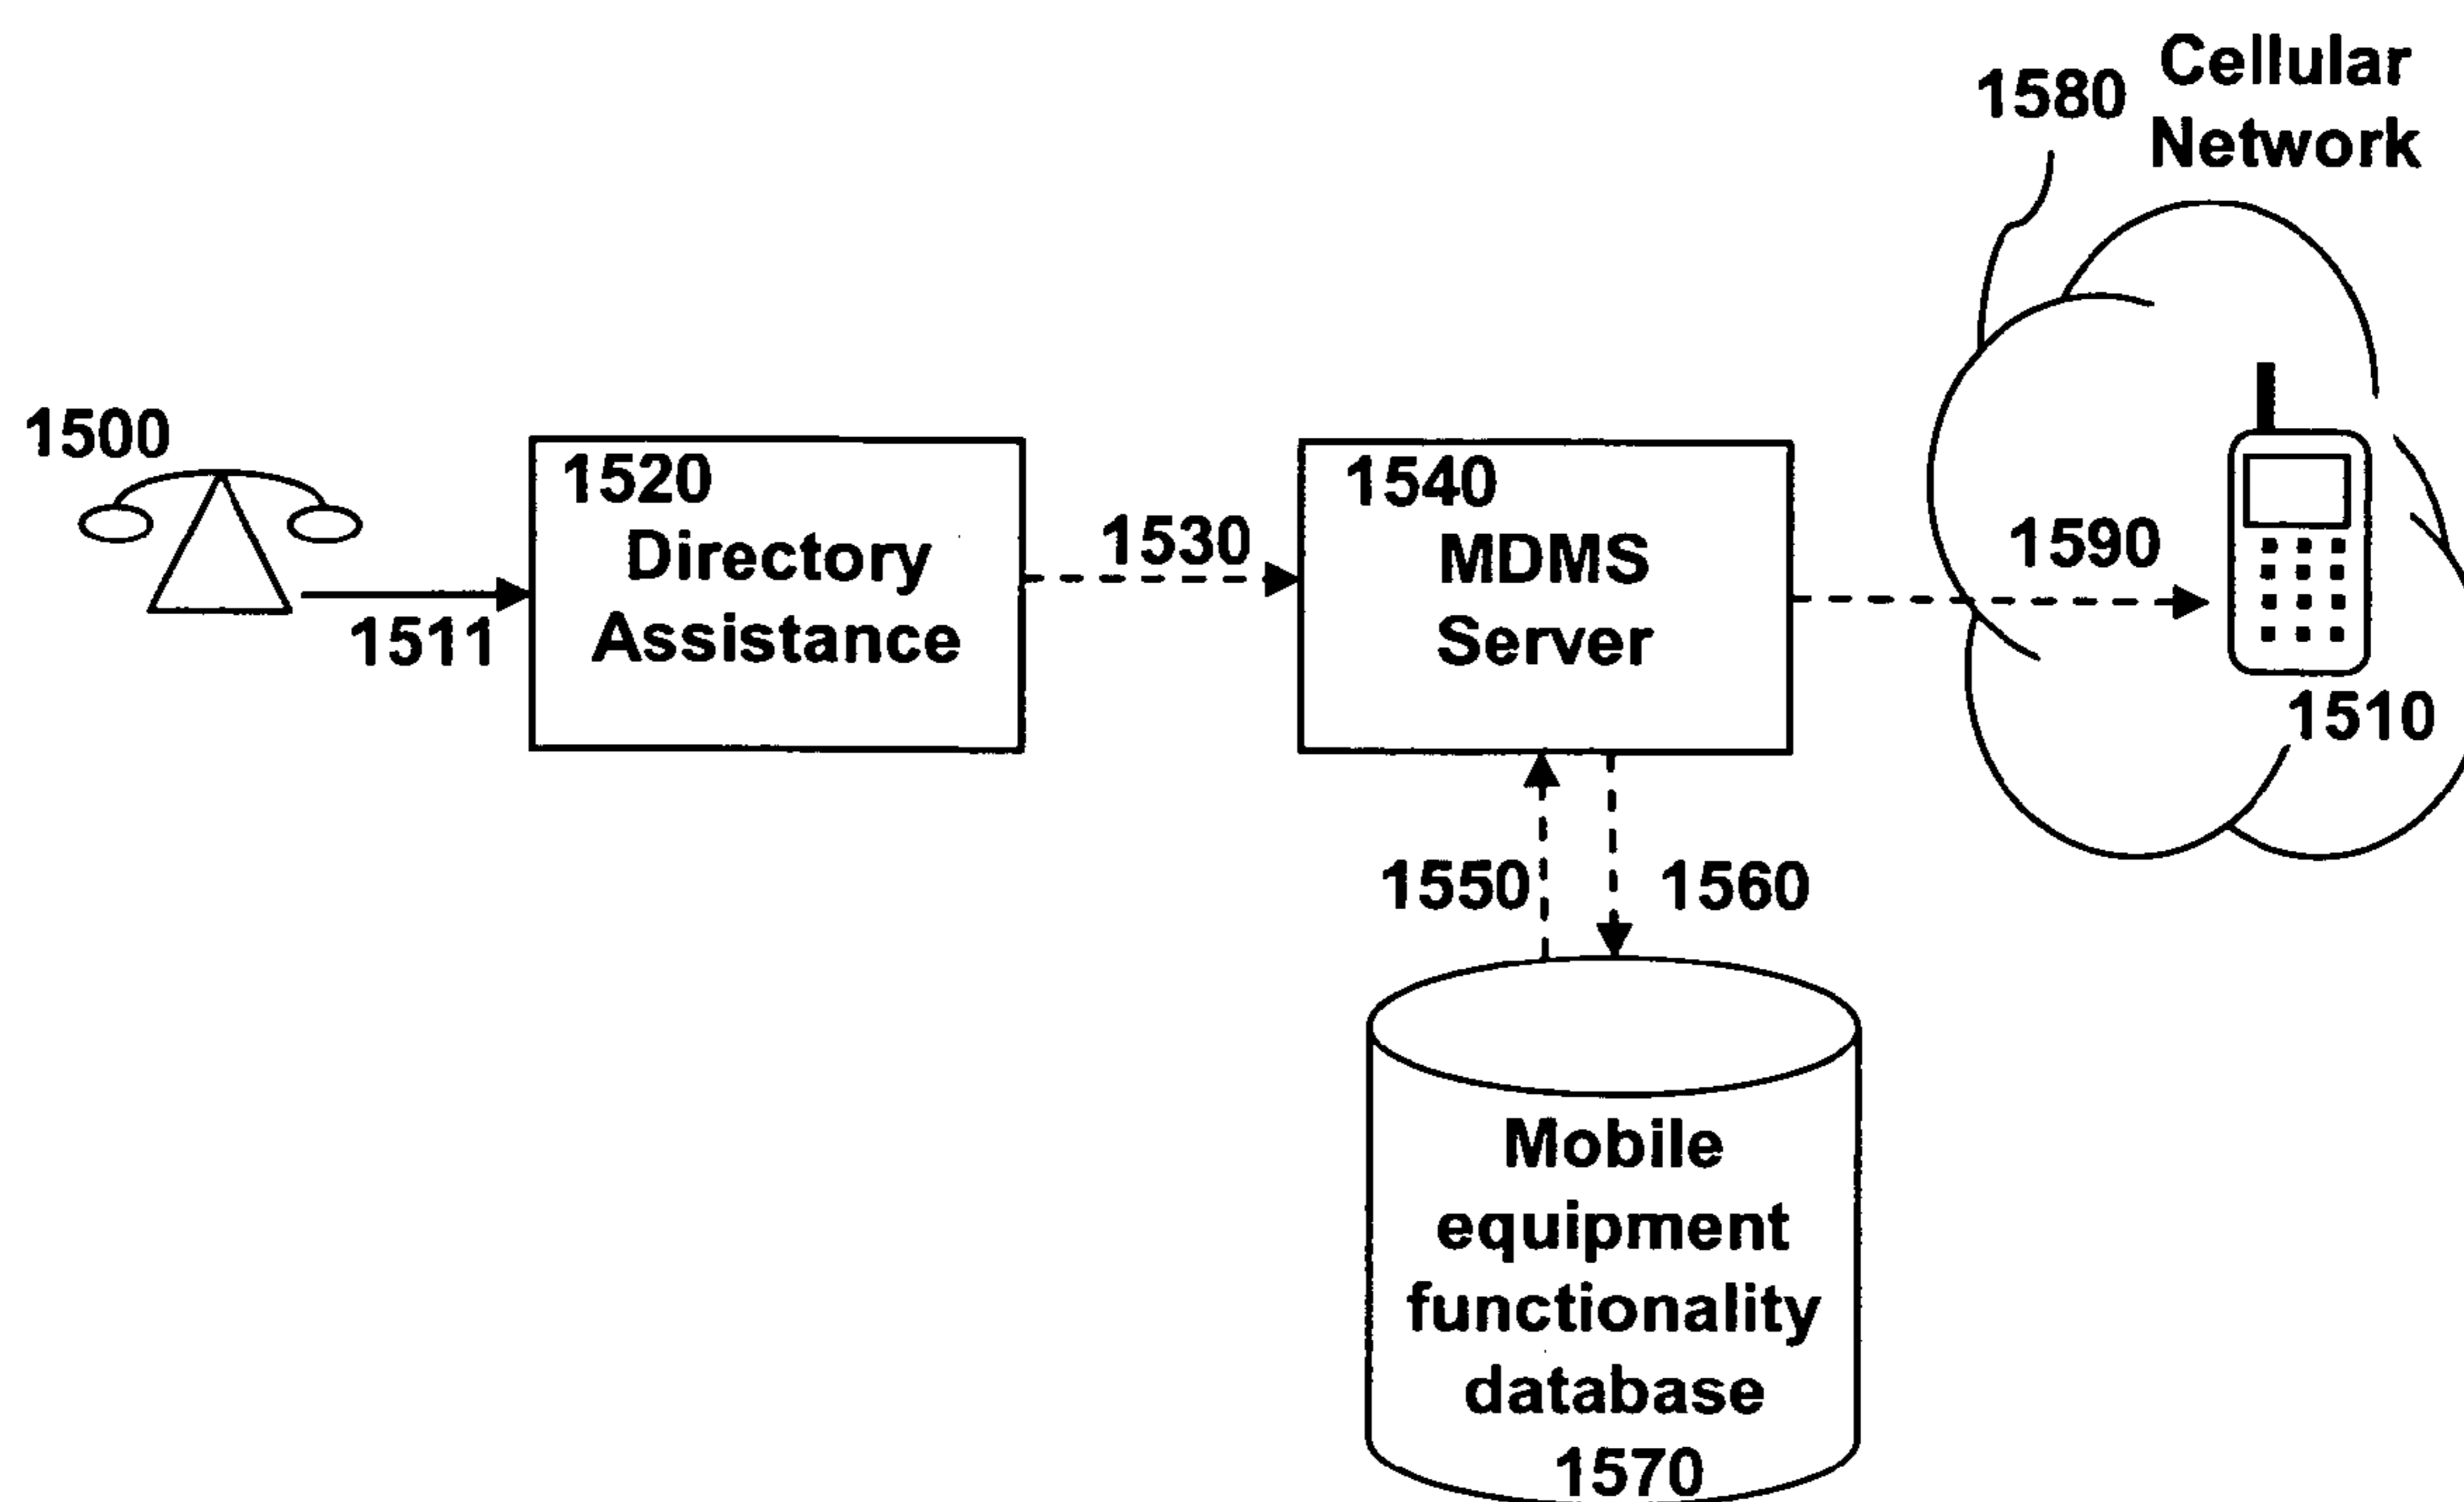 Cellular
1580
Network
1500
1520
Directory
Assistance
1511
1530
1540
MDMS
Server
1590
1510
1550
1560
Mobile
equipment
functionality
database
1570